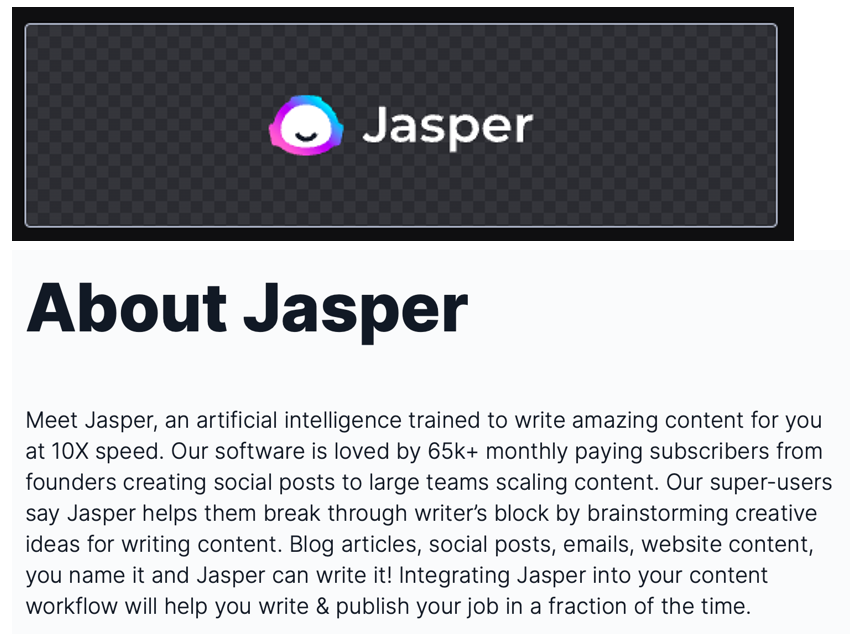 Jasper
About Jasper
Meet Jasper, an artificial intelligence trained to write amazing content for you
at 10X speed. Our software is loved by 65k+ monthly paying subscribers from
founders creating social posts to large teams scaling content. Our super-users
say Jasper helps them break through writer’s block by brainstorming creative
ideas for writing content. Blog articles, social posts, emails, website content,
you name it and Jasper can write it! Integrating Jasper into your content
workflow will help you write & publish your job in a fraction of the time.